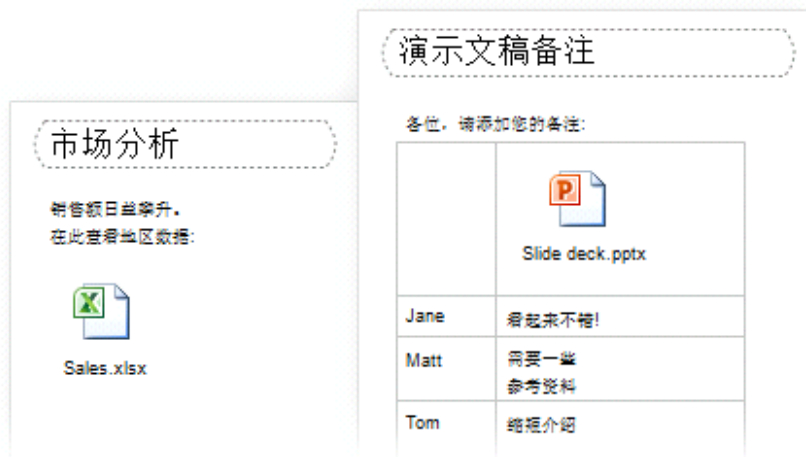 市场分析
销售额日益攀升。
在此查看地区数据:
Sales.xlsx
演示文稿备注
各位，请添加您的备注:
Slide deck.pptx
Jane
看起来不错!
Matt
需要一些
参考资料
Tom
缩短介绍